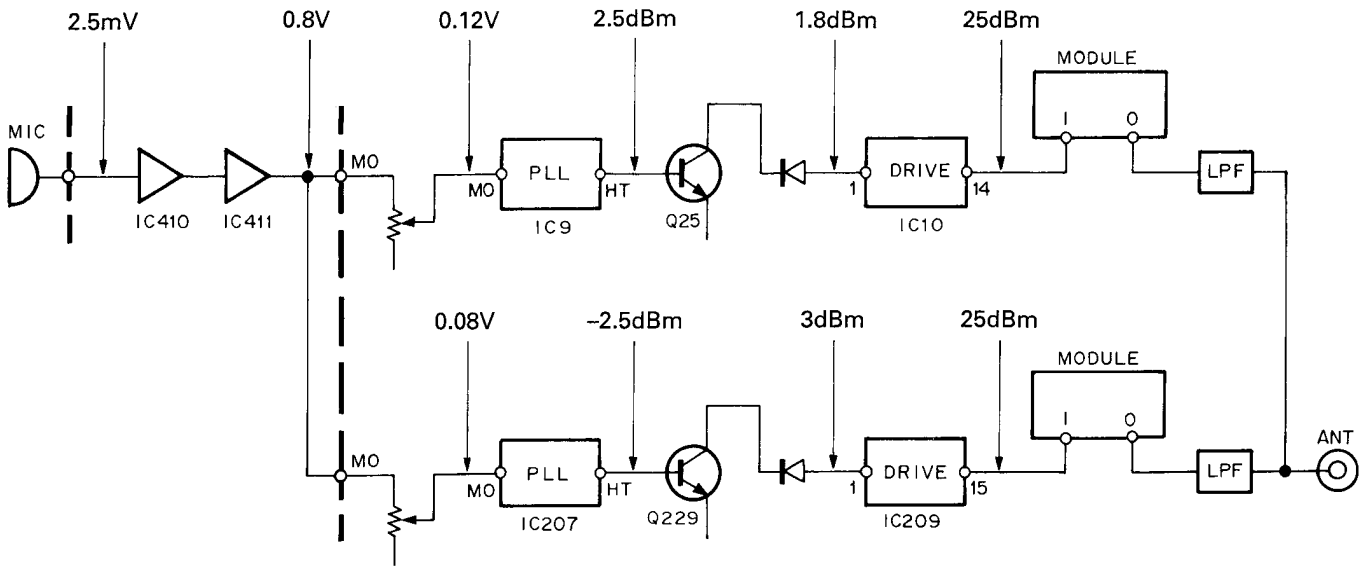 2.5mV 0.8V 0.12V 2.5dBm 1.8dBm 25dBm
MODULE
I O
MIC
MO
MO PLL HT
1 DRIVE 14
LPF
IC410 IC411
IC9
Q25
IC10
0.08V –2.5dBm 3dBm 25dBm
MODULE
I O
ANT
MO
MO PLL HT
1 DRIVE 15
LPF
IC207
Q229
IC209